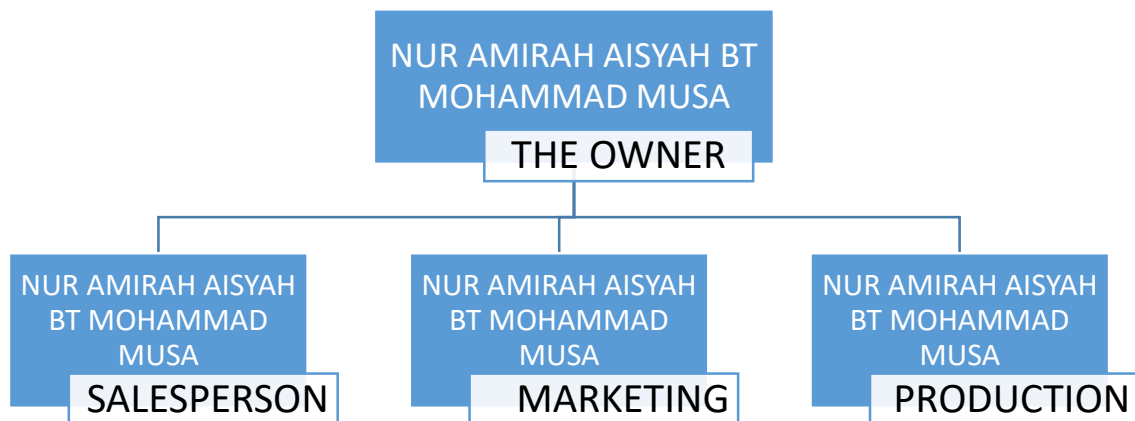 NUR AMIRAH AISYAH BT
MOHAMMAD MUSA
THE OWNER
NUR AMIRAH AISYAH
BT MOHAMMAD
MUSA
SALESPERSON
NUR AMIRAH AISYAH
BT MOHAMMAD
MUSA
MARKETING
NUR AMIRAH AISYAH
BT MOHAMMAD
MUSA
PRODUCTION